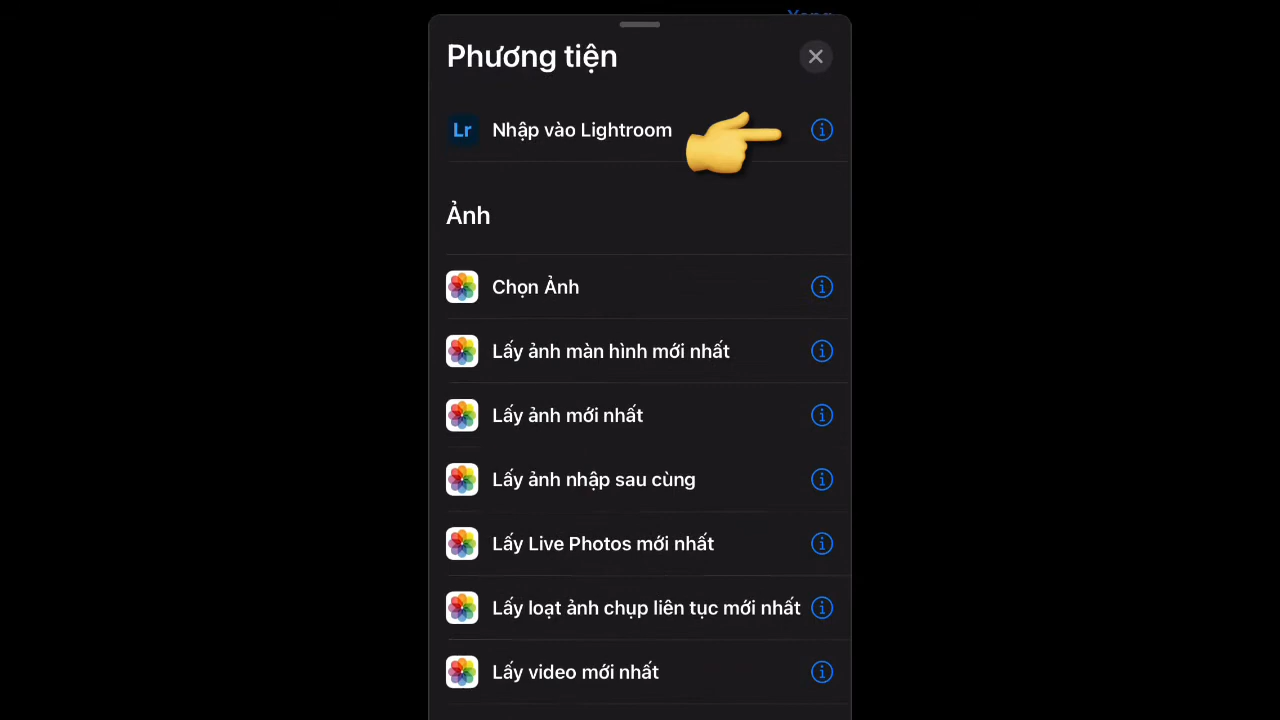 Xong
Phương tiện
Lr
Nhập vào Lightroom
Ảnh
Chọn Ảnh
Lấy ảnh màn hình mới nhất
Lấy ảnh mới nhất
Lấy ảnh nhập sau cùng
Lấy Live Photos mới nhất
Lấy loạt ảnh chụp liên tục mới nhất
Lấy video mới nhất